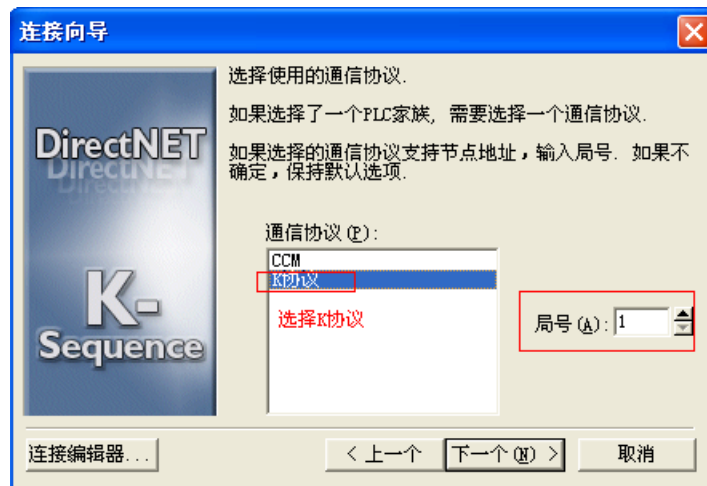 连接向导
选择使用的通信协议.
如果选择了一个PLC家族, 需要选择一个通信协议.
如果选择的通信协议支持节点地址，输入局号. 如果不
确定，保持默认选项.
DirectNET
DirectNET
DirectNET
K-
Sequence
通信协议(P):
CCM
K协议
选择K协议
局号(A): 1
连接编辑器...
< 上一个
下一个(N) >
取消